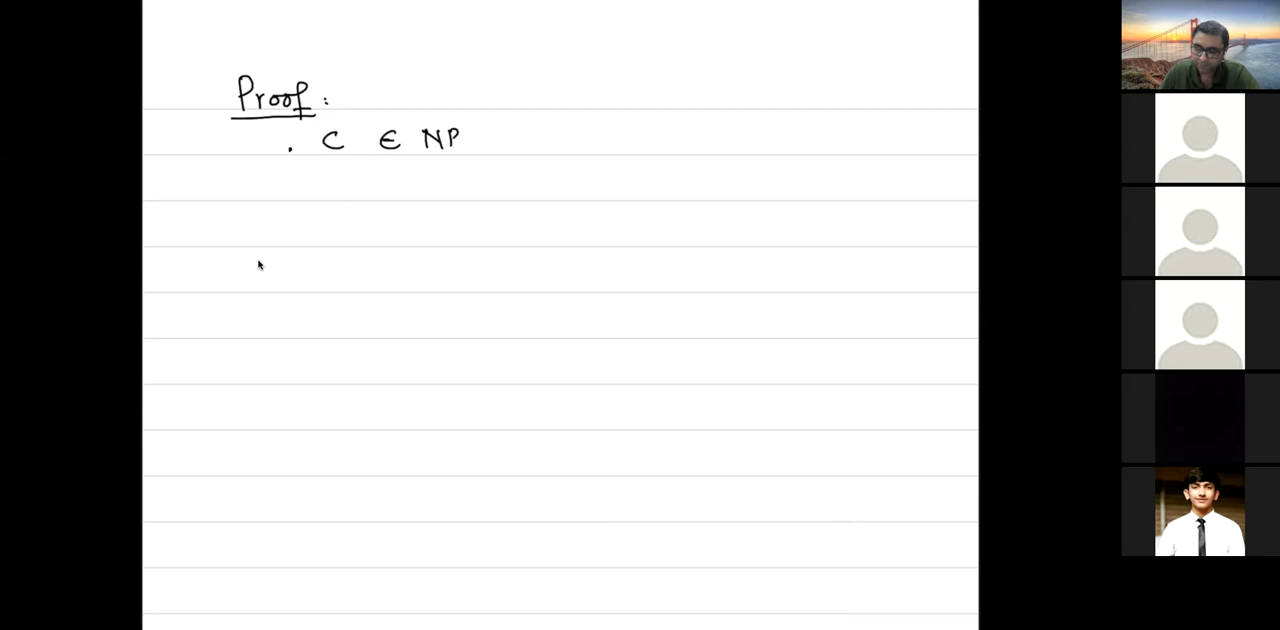 Proof :
. C ∈ NP